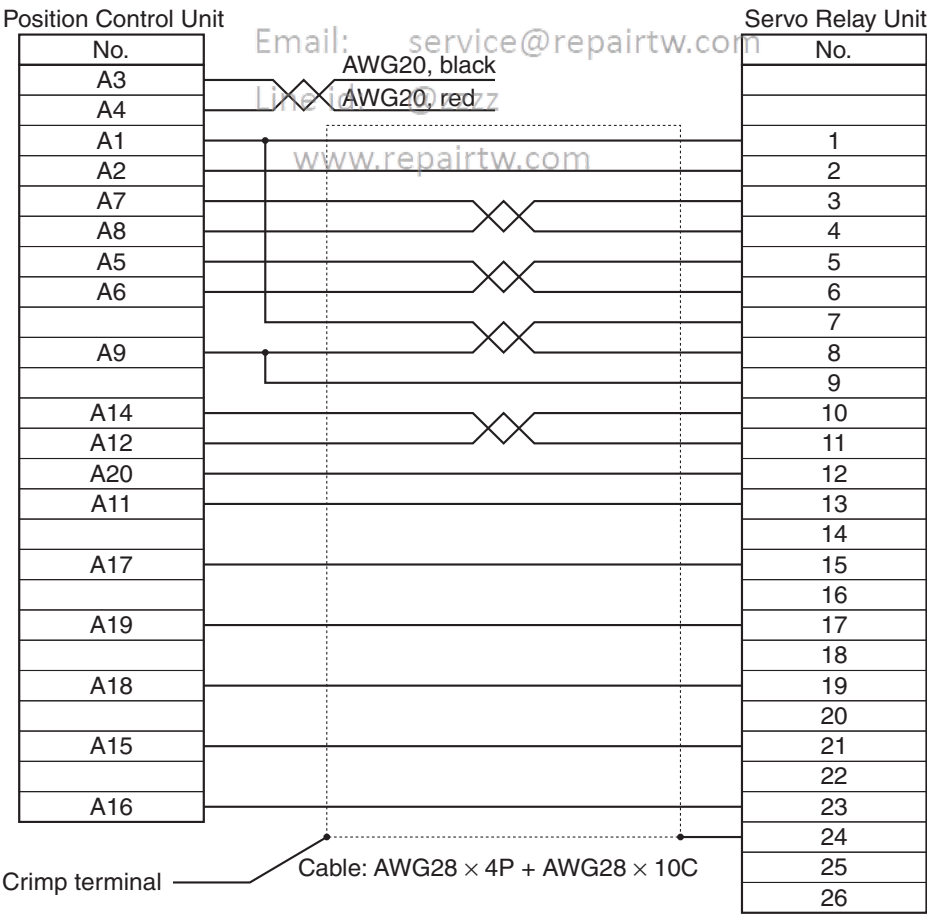 Position Control Unit Servo Relay Unit
No. Email: service@repairtw.com No.
A3 AWG20, black
A4 Line id: @zzzz AWG20, red
A1 1
A2 www.repairtw.com 2
A7 3
A8 4
A5 5
A6 6
7
A9 8
9
A14 10
A12 11
A20 12
A11 13
14
A17 15
16
A19 17
18
A18 19
20
A15 21
22
A16 23
24
Crimp terminal Cable: AWG28 × 4P + AWG28 × 10C 25
26